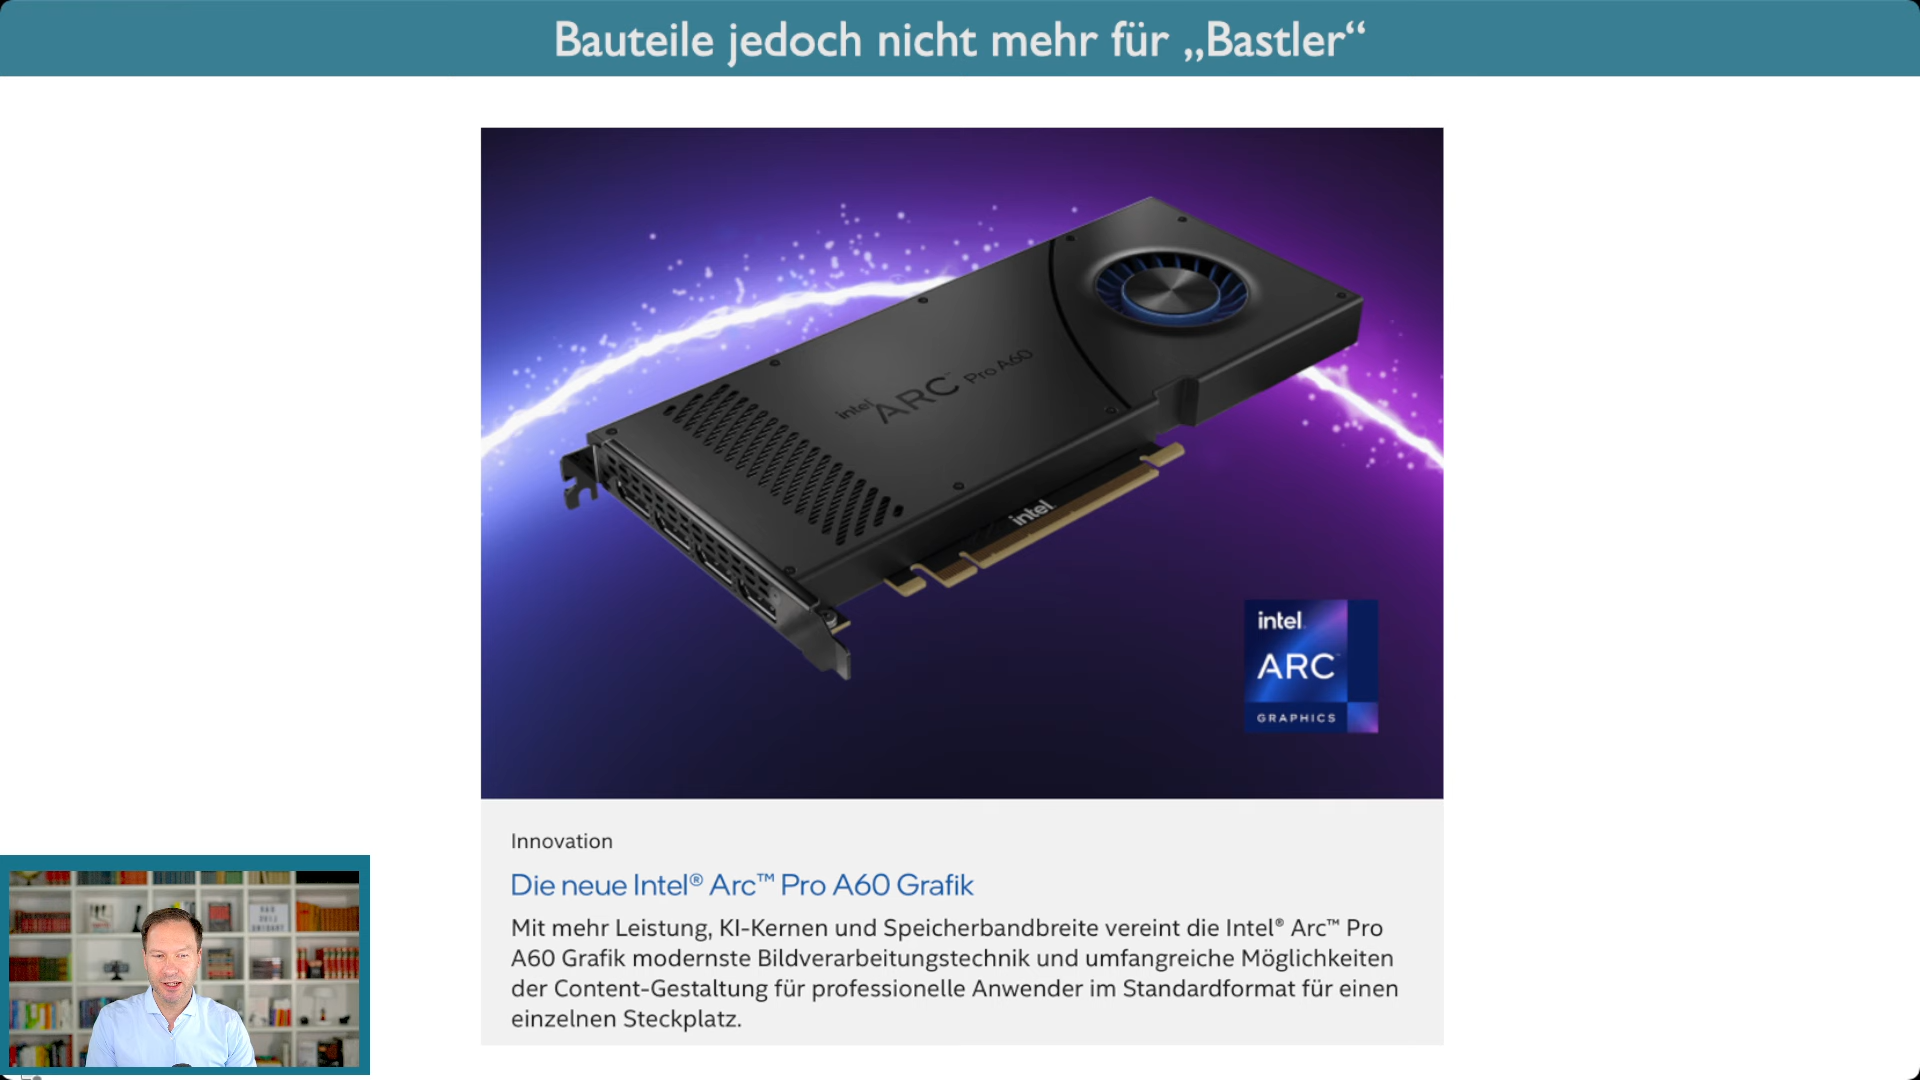 Bauteile jedoch nicht mehr für „Bastler“
intel ARC™ Pro A60
intel
intel
ARC™
GRAPHICS
Innovation
Die neue Intel® Arc™ Pro A60 Grafik
Mit mehr Leistung, KI-Kernen und Speicherbandbreite vereint die Intel® Arc™ Pro
A60 Grafik modernste Bildverarbeitungstechnik und umfangreiche Möglichkeiten
der Content-Gestaltung für professionelle Anwender im Standardformat für einen
einzelnen Steckplatz.